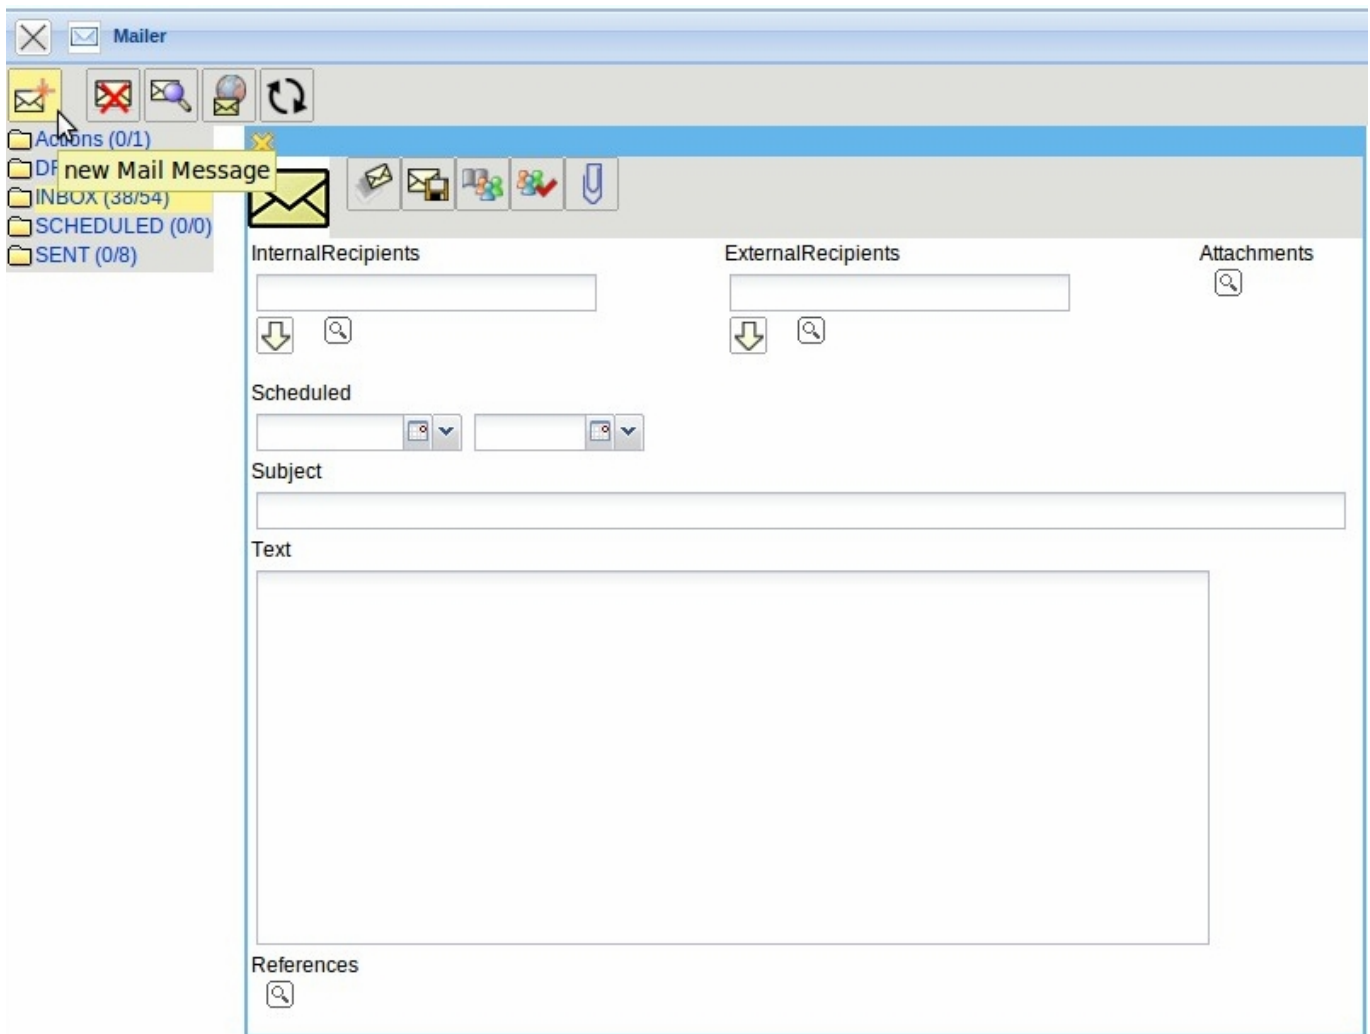 Mailer
Actions (0/1)
new Mail Message
INBOX (38/54)
SCHEDULED (0/0)
SENT (0/8)
InternalRecipients
ExternalRecipients
Attachments
Scheduled
Subject
Text
References